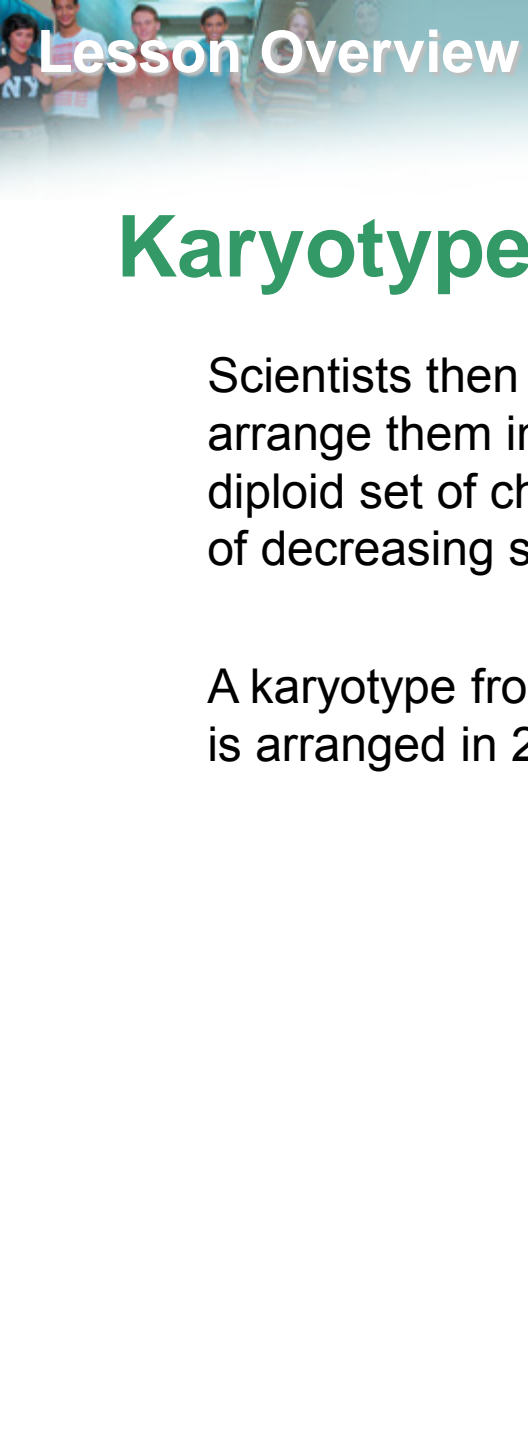 Lesson Overview
Karyotype
Scientists then
arrange them in
diploid set of ch
of decreasing s
A karyotype fro
is arranged in 2